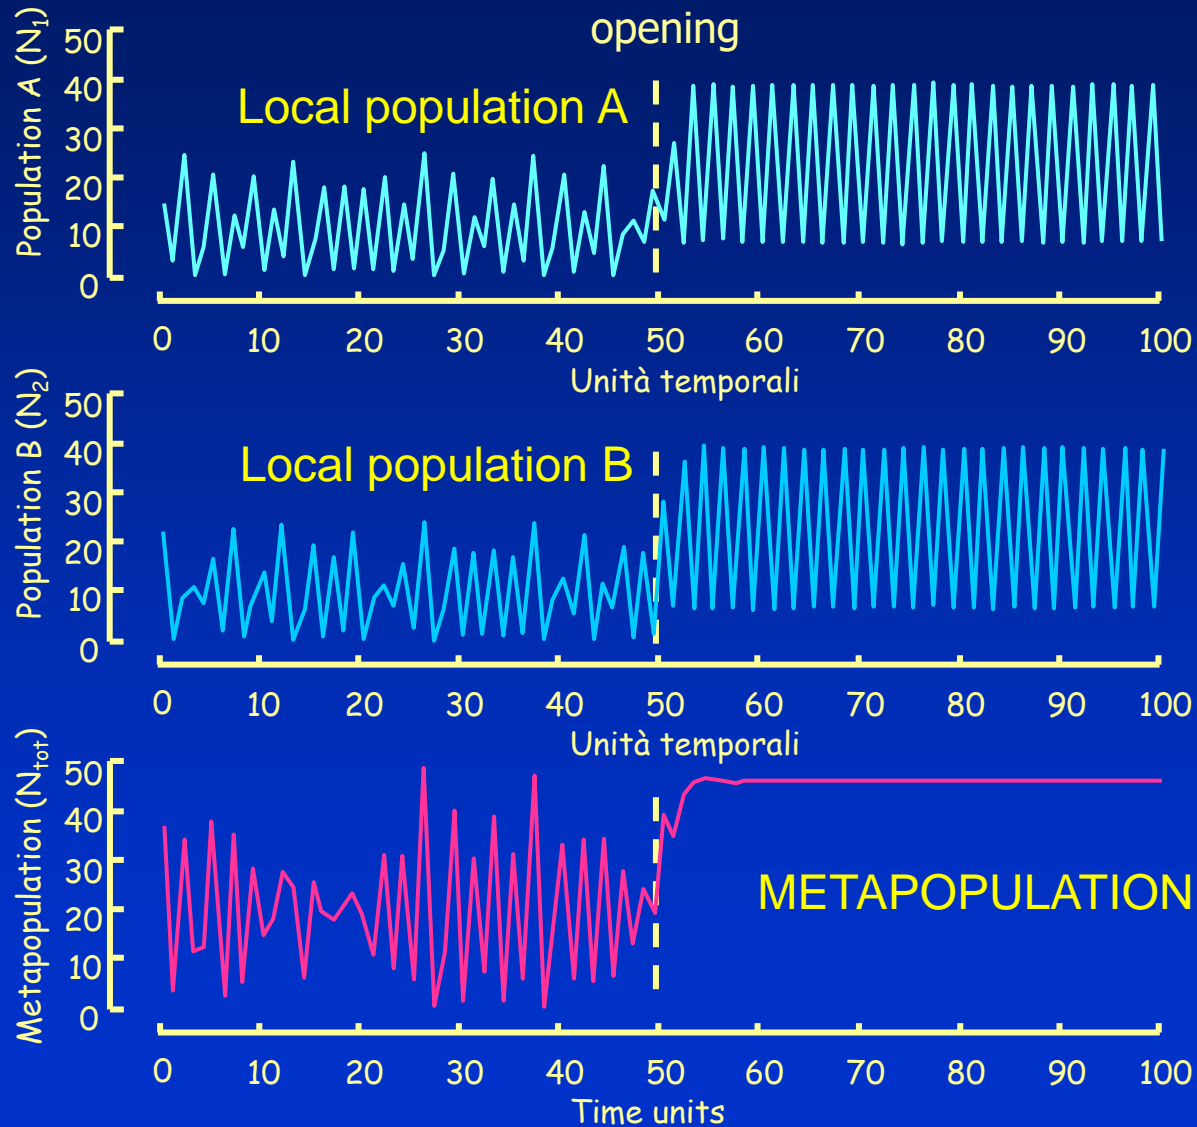 opening
Population A (N₁)
50
40
30
20
10
0
Local population A
0 10 20 30 40 50 60 70 80 90 100
Unità temporali
Population B (N₂)
50
40
30
20
10
0
Local population B
0 10 20 30 40 50 60 70 80 90 100
Unità temporali
Metapopulation (Nₜₒₜ)
50
40
30
20
10
0
METAPOPULATION
0 10 20 30 40 50 60 70 80 90 100
Time units